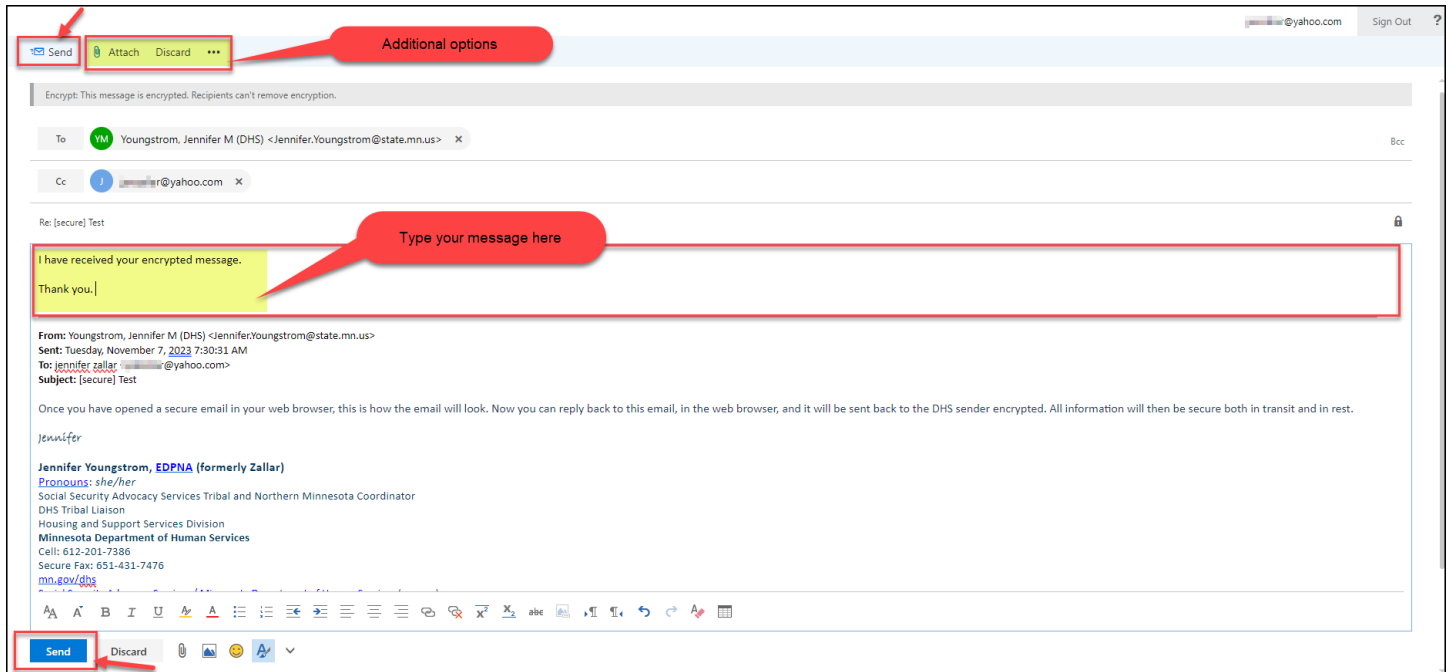 @yahoo.com Sign Out ?
Send Attach Discard •••
Additional options
Encrypt: This message is encrypted. Recipients can't remove encryption.
To YM Youngstrom, Jennifer M (DHS) <Jennifer.Youngstrom@state.mn.us> × Bcc
Cc J r@yahoo.com ×
Re: [secure] Test
Type your message here
I have received your encrypted message.
Thank you.
From: Youngstrom, Jennifer M (DHS) <Jennifer.Youngstrom@state.mn.us>
Sent: Tuesday, November 7, 2023 7:30:31 AM
To: jennifer zallar r@yahoo.com>
Subject: [secure] Test
Once you have opened a secure email in your web browser, this is how the email will look. Now you can reply back to this email, in the web browser, and it will be sent back to the DHS sender encrypted. All information will then be secure both in transit and in rest.
Jennifer
Jennifer Youngstrom, EDPNA (formerly Zallar)
Pronouns: she/her
Social Security Advocacy Services Tribal and Northern Minnesota Coordinator
DHS Tribal Liaison
Housing and Support Services Division
Minnesota Department of Human Services
Cell: 612-201-7386
Secure Fax: 651-431-7476
mn.gov/dhs
AA A B I U A A x² x₂ abc ¶ ¶ A
Send Discard A